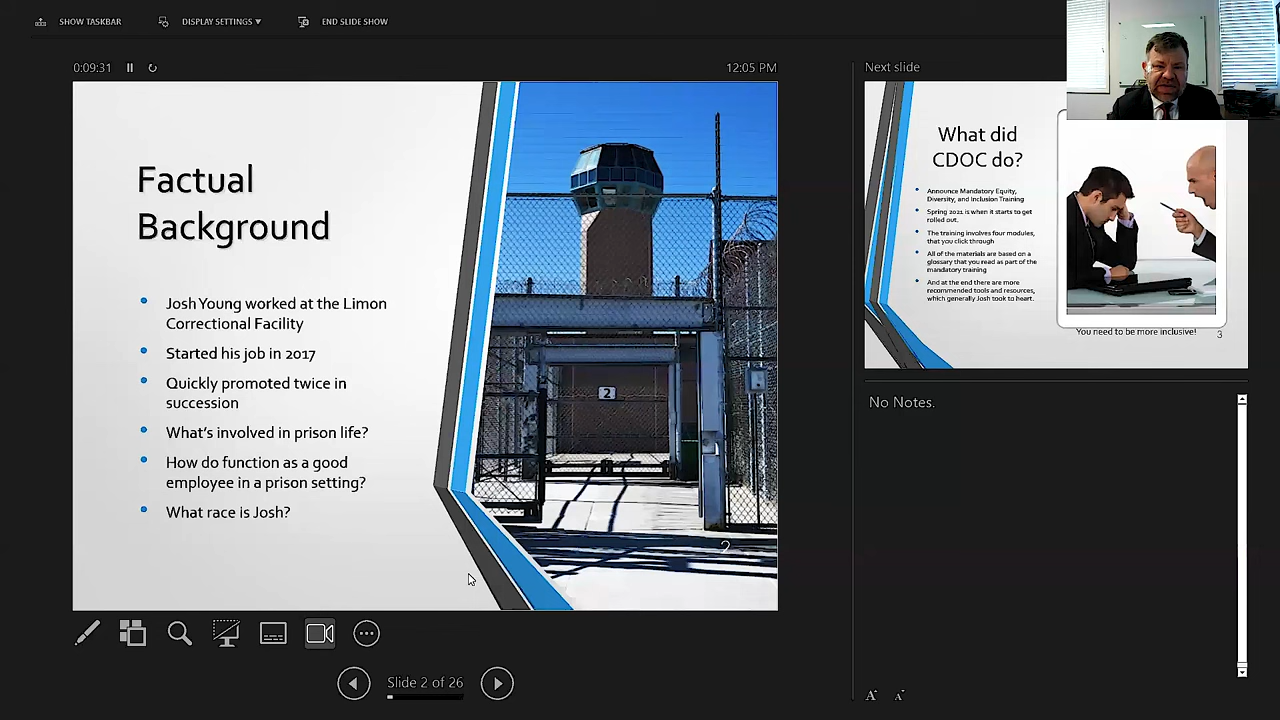 SHOW TASKBAR
DISPLAY SETTINGS ▼
END SLIDE SHOW
0:09:31
12:05 PM
Factual
Background
• Josh Young worked at the Limon
Correctional Facility
• Started his job in 2017
• Quickly promoted twice in
succession
• What's involved in prison life?
• How do function as a good
employee in a prison setting?
• What race is Josh?
2
2
Slide 2 of 26
Next slide
What did
CDOC do?
• Announce Mandatory Equity,
Diversity, and Inclusion Training
• Spring 2021 is when it starts to get
rolled out.
• The training involves four modules,
that you click through
• All of the materials are based on a
glossary that you read as part of the
mandatory training
• And at the end there are more
recommended tools and resources,
which generally Josh took to heart.
You need to be more inclusive!
3
No Notes.
A
A